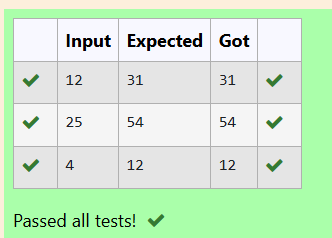 Input Expected Got
12 31 31
25 54 54
4 12 12
Passed all tests!